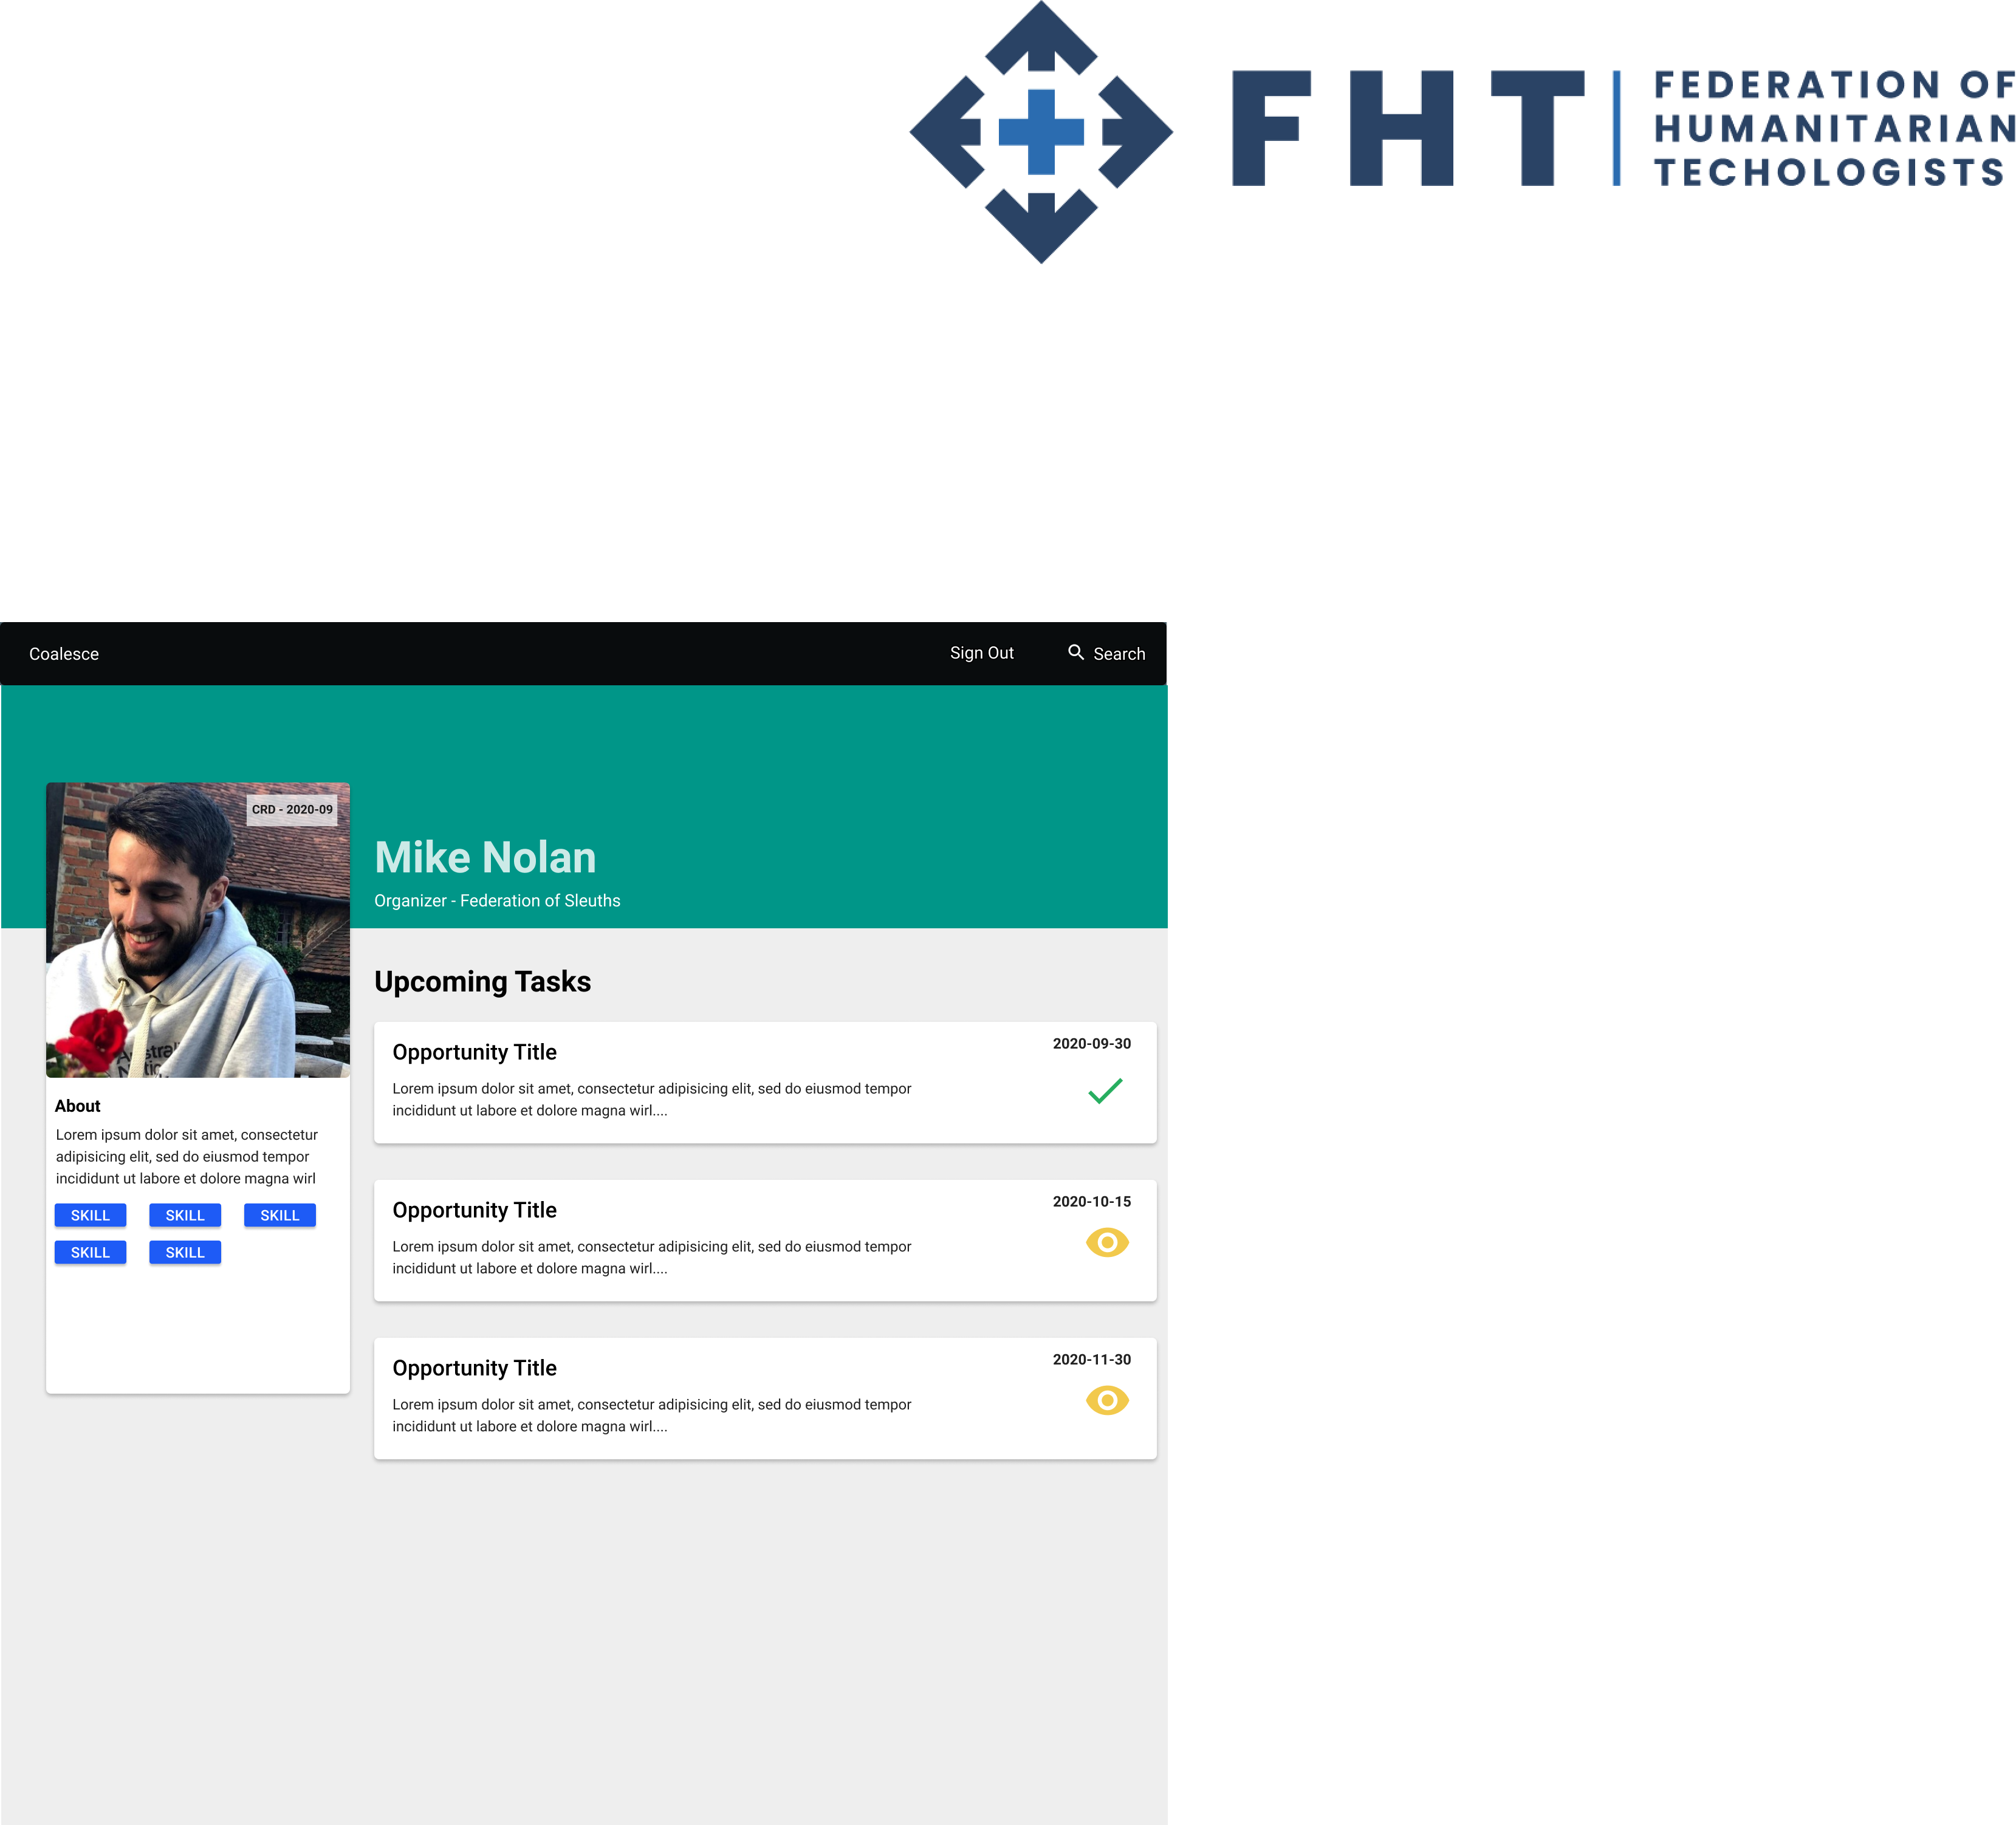 FHT
FEDERATION OF
HUMANITARIAN
TECHOLOGISTS
Coalesce
Sign Out
Search
CRD - 2020-09
Mike Nolan
Organizer - Federation of Sleuths
About
Lorem ipsum dolor sit amet, consectetur
adipisicing elit, sed do eiusmod tempor
incididunt ut labore et dolore magna wirl
SKILL SKILL SKILL
SKILL SKILL
Upcoming Tasks
Opportunity Title
2020-09-30
Lorem ipsum dolor sit amet, consectetur adipisicing elit, sed do eiusmod tempor
incididunt ut labore et dolore magna wirl....
Opportunity Title
2020-10-15
Lorem ipsum dolor sit amet, consectetur adipisicing elit, sed do eiusmod tempor
incididunt ut labore et dolore magna wirl....
Opportunity Title
2020-11-30
Lorem ipsum dolor sit amet, consectetur adipisicing elit, sed do eiusmod tempor
incididunt ut labore et dolore magna wirl....